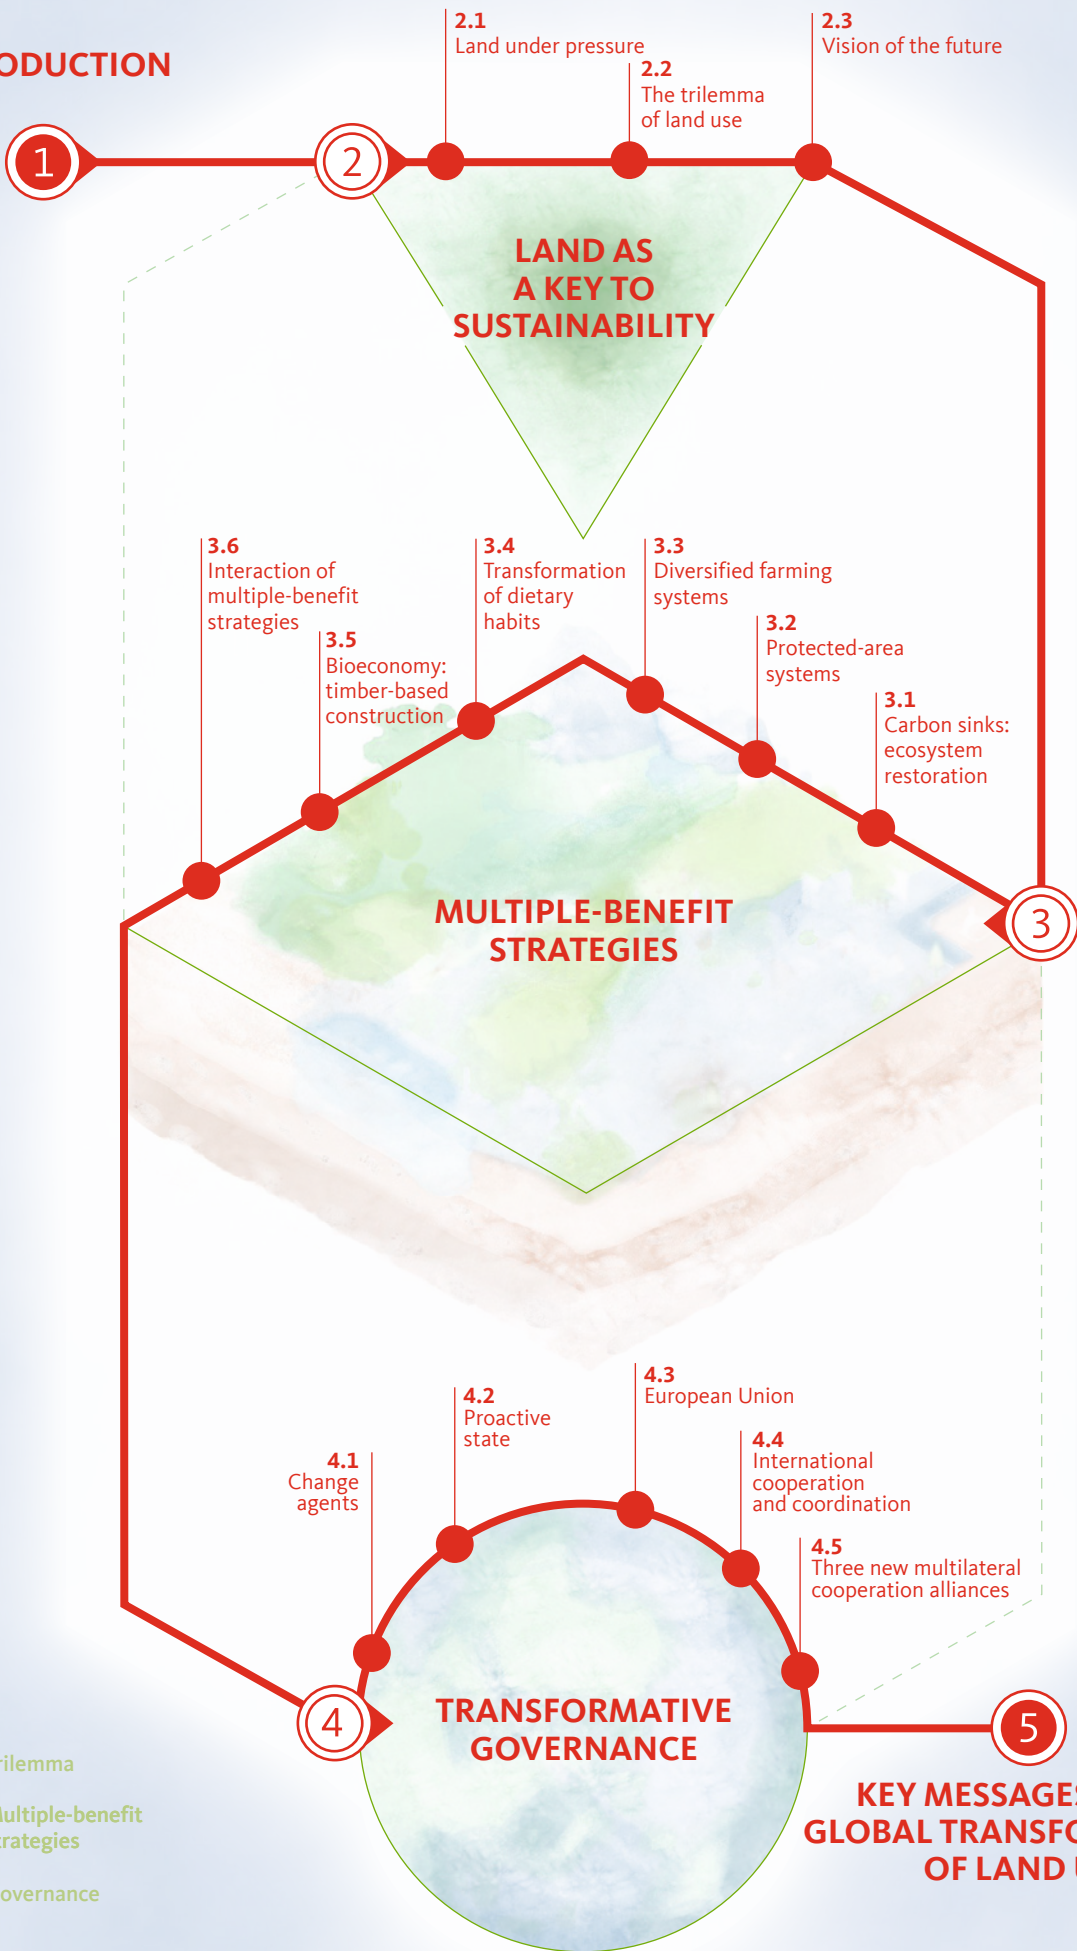 ODUCTION
1
2
2.1
Land under pressure
2.2
The trilemma
of land use
2.3
Vision of the future
LAND AS
A KEY TO
SUSTAINABILITY
3
3.1
Carbon sinks:
ecosystem
restoration
3.2
Protected-area
systems
3.3
Diversified farming
systems
3.4
Transformation
of dietary
habits
3.5
Bioeconomy:
timber-based
construction
3.6
Interaction of
multiple-benefit
strategies
MULTIPLE-BENEFIT
STRATEGIES
4
4.1
Change
agents
4.2
Proactive
state
4.3
European Union
4.4
International
cooperation
and coordination
4.5
Three new multilateral
cooperation alliances
TRANSFORMATIVE
GOVERNANCE
5
KEY MESSAGES
GLOBAL TRANSFO
OF LAND U
rilemma
ultiple-benefit
trategies
overnance